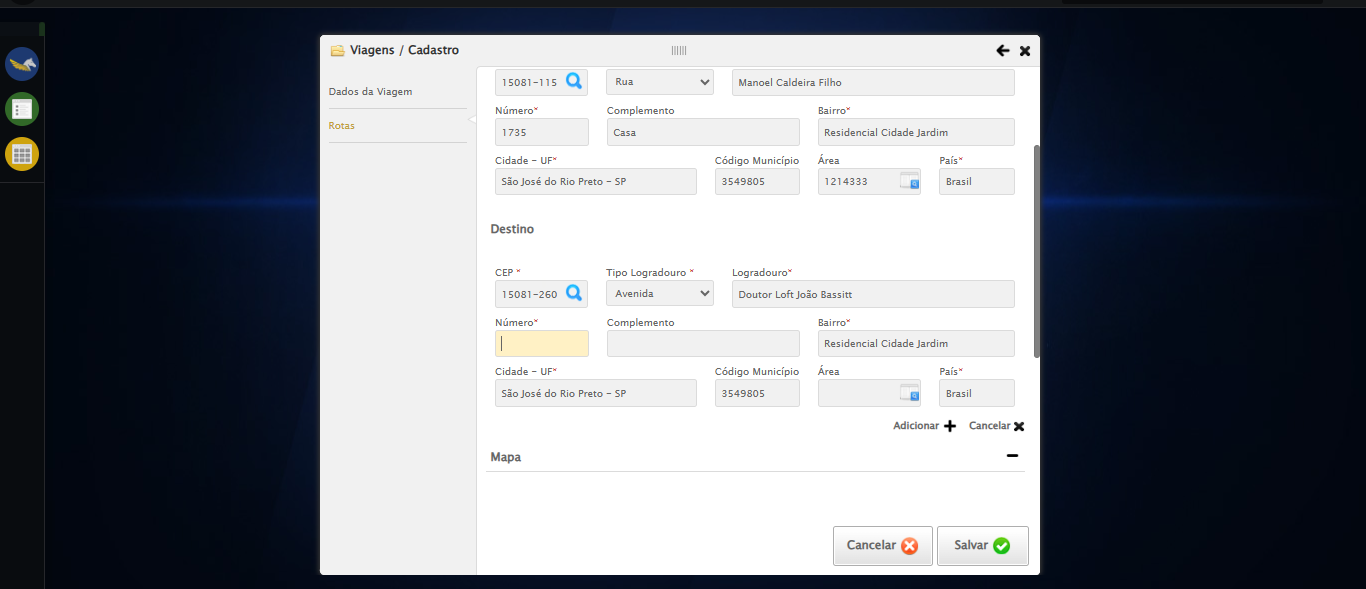 Viagens / Cadastro
Dados da Viagem
Rotas
15081-115 Rua Manoel Caldeira Filho
Número* Complemento Bairro*
1735 Casa Residencial Cidade Jardim
Cidade - UF* Código Município Área País*
São José do Rio Preto - SP 3549805 1214333 Brasil
Destino
CEP * Tipo Logradouro * Logradouro*
15081-260 Avenida Doutor Loft João Bassitt
Número* Complemento Bairro*
Residencial Cidade Jardim
Cidade - UF* Código Município Área País*
São José do Rio Preto - SP 3549805 Brasil
Adicionar Cancelar
Mapa
Cancelar Salvar